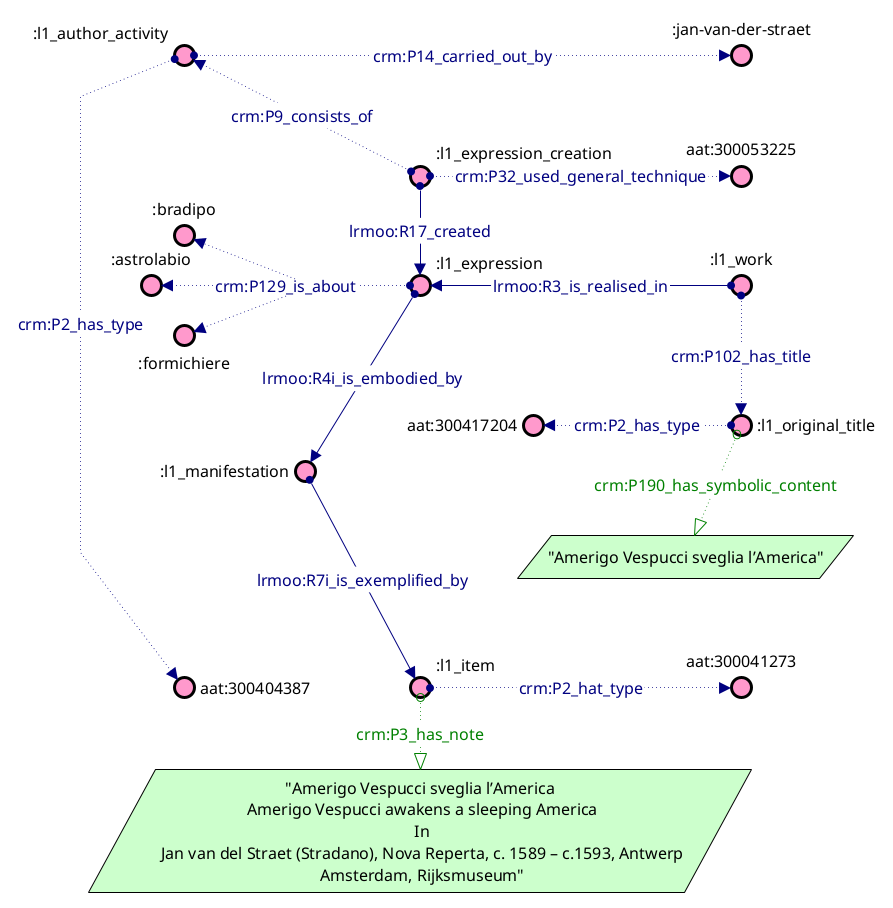 :l1_author_activity
:jan-van-der-straet
crm:P14_carried_out_by
crm:P9_consists_of
:l1_expression_creation
aat:300053225
crm:P32_used_general_technique
:bradipo
lrmoo:R17_created
:astrolabio
:l1_expression
:l1_work
crm:P129_is_about
lrmoo:R3_is_realised_in
crm:P2_has_type
:formichiere
crm:P102_has_title
lrmoo:R4i_is_embodied_by
aat:300417204
crm:P2_has_type
:l1_original_title
:l1_manifestation
crm:P190_has_symbolic_content
"Amerigo Vespucci sveglia l’America"
lrmoo:R7i_is_exemplified_by
:l1_item
aat:300041273
aat:300404387
crm:P2_hat_type
crm:P3_has_note
"Amerigo Vespucci sveglia l’America
Amerigo Vespucci awakens a sleeping America
In
Jan van del Straet (Stradano), Nova Reperta, c. 1589 – c.1593, Antwerp
Amsterdam, Rijksmuseum"